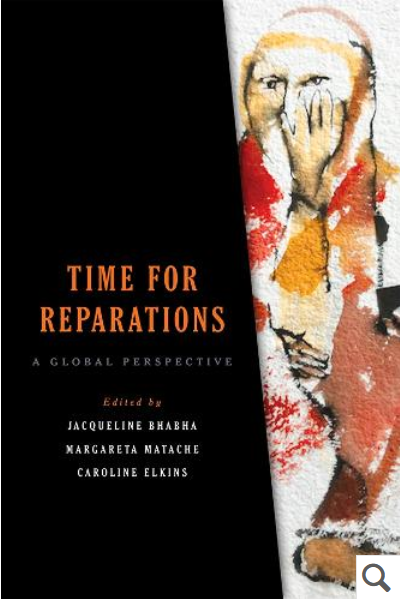 TIME FOR
REPARATIONS
A GLOBAL PERSPECTIVE
Edited by
JACQUELINE BHABHA
MARGARETA MATACHE
CAROLINE ELKINS